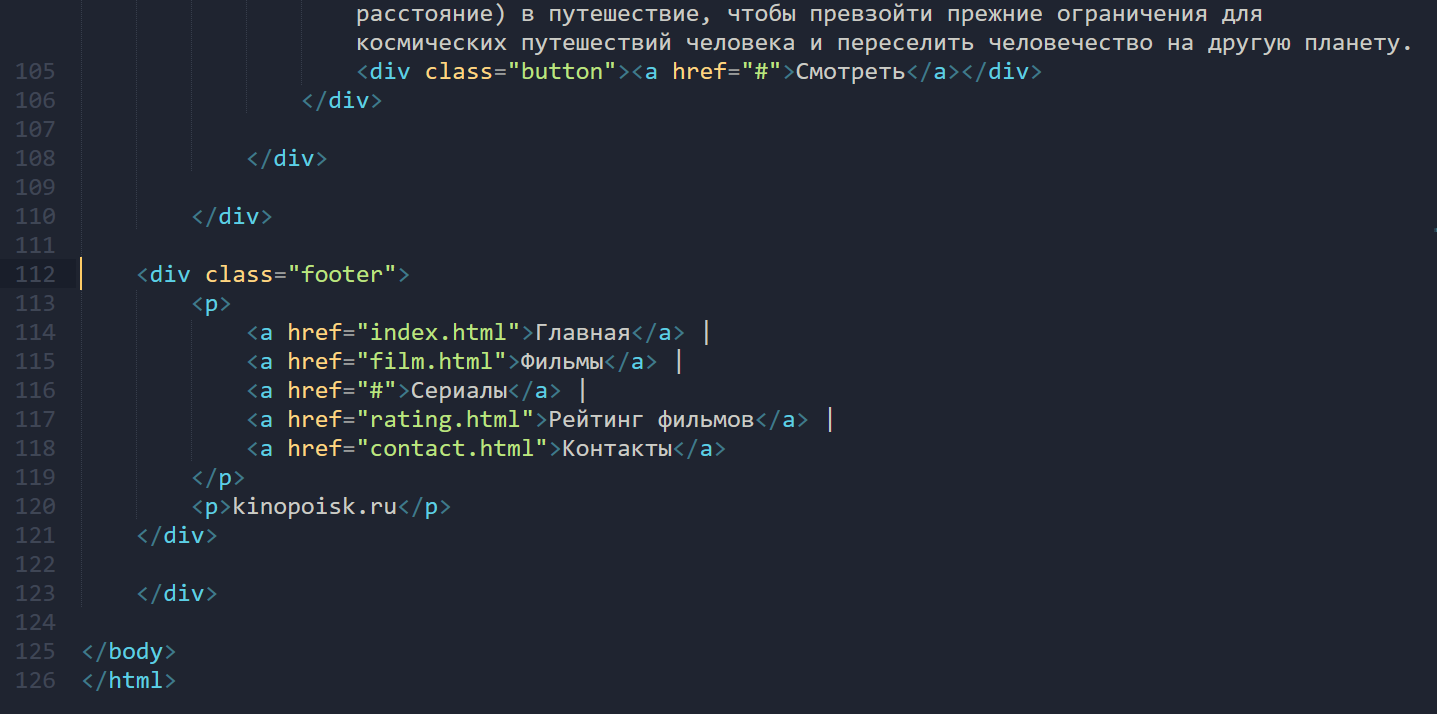 расстояние) в путешествие, чтобы превзойти прежние ограничения для
космических путешествий человека и переселить человечество на другую планету.
105 <div class="button"><a href="#">Смотреть</a></div>
106 </div>
107
108 </div>
109
110 </div>
111
112 <div class="footer">
113 <p>
114 <a href="index.html">Главная</a> |
115 <a href="film.html">Фильмы</a> |
116 <a href="#">Сериалы</a> |
117 <a href="rating.html">Рейтинг фильмов</a> |
118 <a href="contact.html">Контакты</a>
119 </p>
120 <p>kinopoisk.ru</p>
121 </div>
122
123 </div>
124
125 </body>
126 </html>